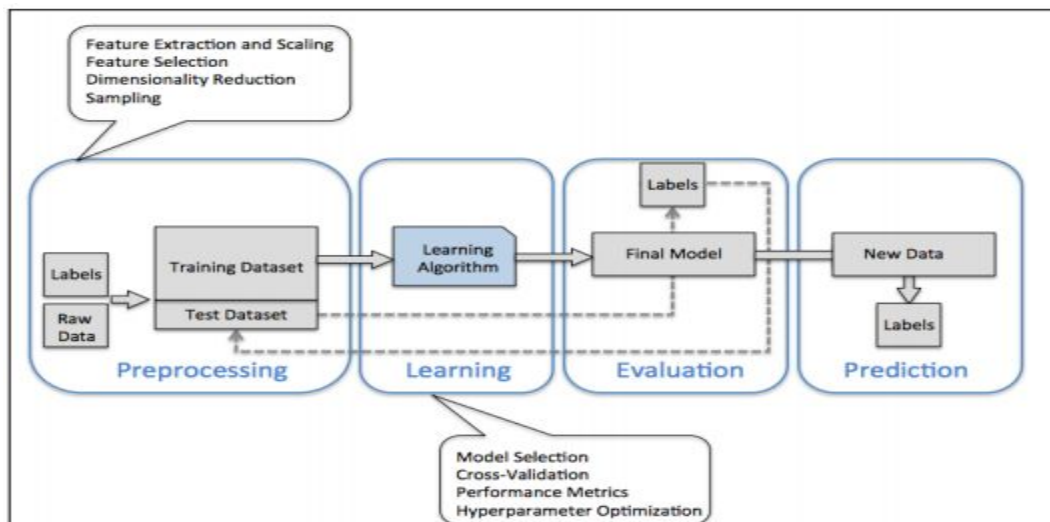 Feature Extraction and Scaling
Feature Selection
Dimensionality Reduction
Sampling
Labels
Raw
Data
Training Dataset
Test Dataset
Preprocessing
Learning
Algorithm
Learning
Labels
Final Model
Evaluation
New Data
Labels
Prediction
Model Selection
Cross-Validation
Performance Metrics
Hyperparameter Optimization